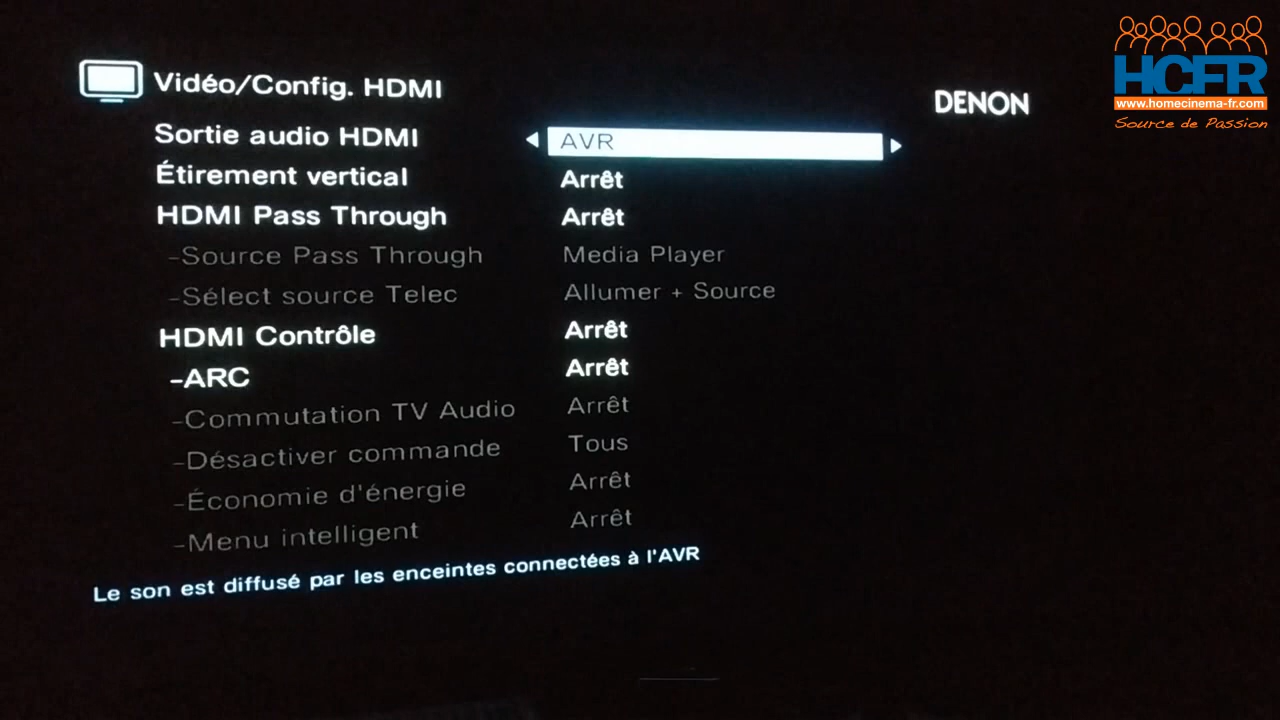 HCFR
www.homecinema-fr.com
Source de Passion
Vidéo/Config. HDMI
DENON
Sortie audio HDMI AVR
Étirement vertical Arrêt
HDMI Pass Through Arrêt
-Source Pass Through Media Player
-Sélect source Telec Allumer + Source
HDMI Contrôle Arrêt
-ARC Arrêt
-Commutation TV Audio Arrêt
-Désactiver commande Tous
-Économie d'énergie Arrêt
-Menu intelligent Arrêt
Le son est diffusé par les enceintes connectées à l'AVR